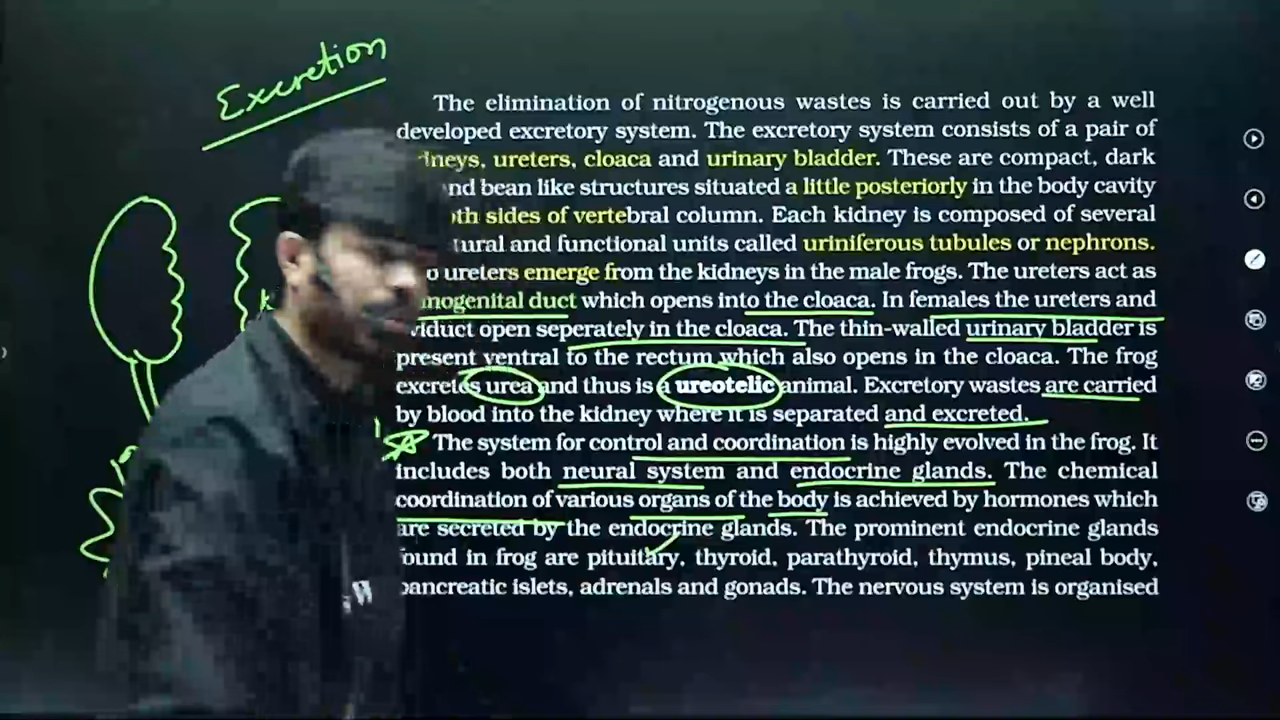 Excretion
The elimination of nitrogenous wastes is carried out by a well
developed excretory system. The excretory system consists of a pair of
dneys, ureters, cloaca and urinary bladder. These are compact, dark
nd bean like structures situated a little posteriorly in the body cavity
oth sides of vertebral column. Each kidney is composed of several
tural and functional units called uriniferous tubules or nephrons.
o ureters emerge from the kidneys in the male frogs. The ureters act as
nogenital duct which opens into the cloaca. In females the ureters and
viduct open seperately in the cloaca. The thin-walled urinary bladder is
present ventral to the rectum which also opens in the cloaca. The frog
excretes urea and thus is a ureotelic animal. Excretory wastes are carried
by blood into the kidney where it is separated and excreted.
The system for control and coordination is highly evolved in the frog. It
includes both neural system and endocrine glands. The chemical
coordination of various organs of the body is achieved by hormones which
are secreted by the endocrine glands. The prominent endocrine glands
found in frog are pituitary, thyroid, parathyroid, thymus, pineal body,
pancreatic islets, adrenals and gonads. The nervous system is organised